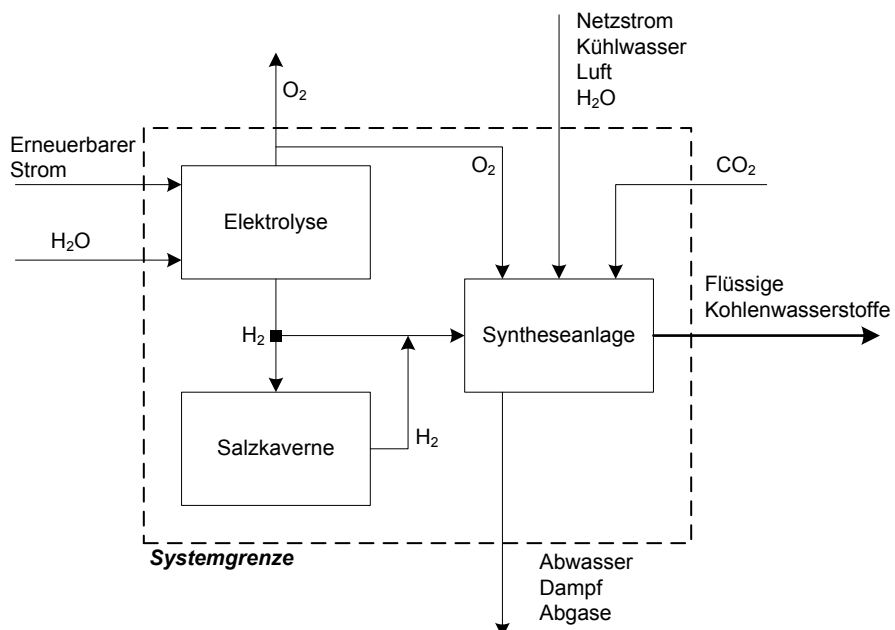 Netzstrom
Kühlwasser
Luft
H₂O
O₂
Erneuerbarer
Strom
O₂
CO₂
Elektrolyse
H₂O
Flüssige
Kohlenwasserstoffe
H₂
Syntheseanlage
Salzkaverne
H₂
Systemgrenze
Abwasser
Dampf
Abgase